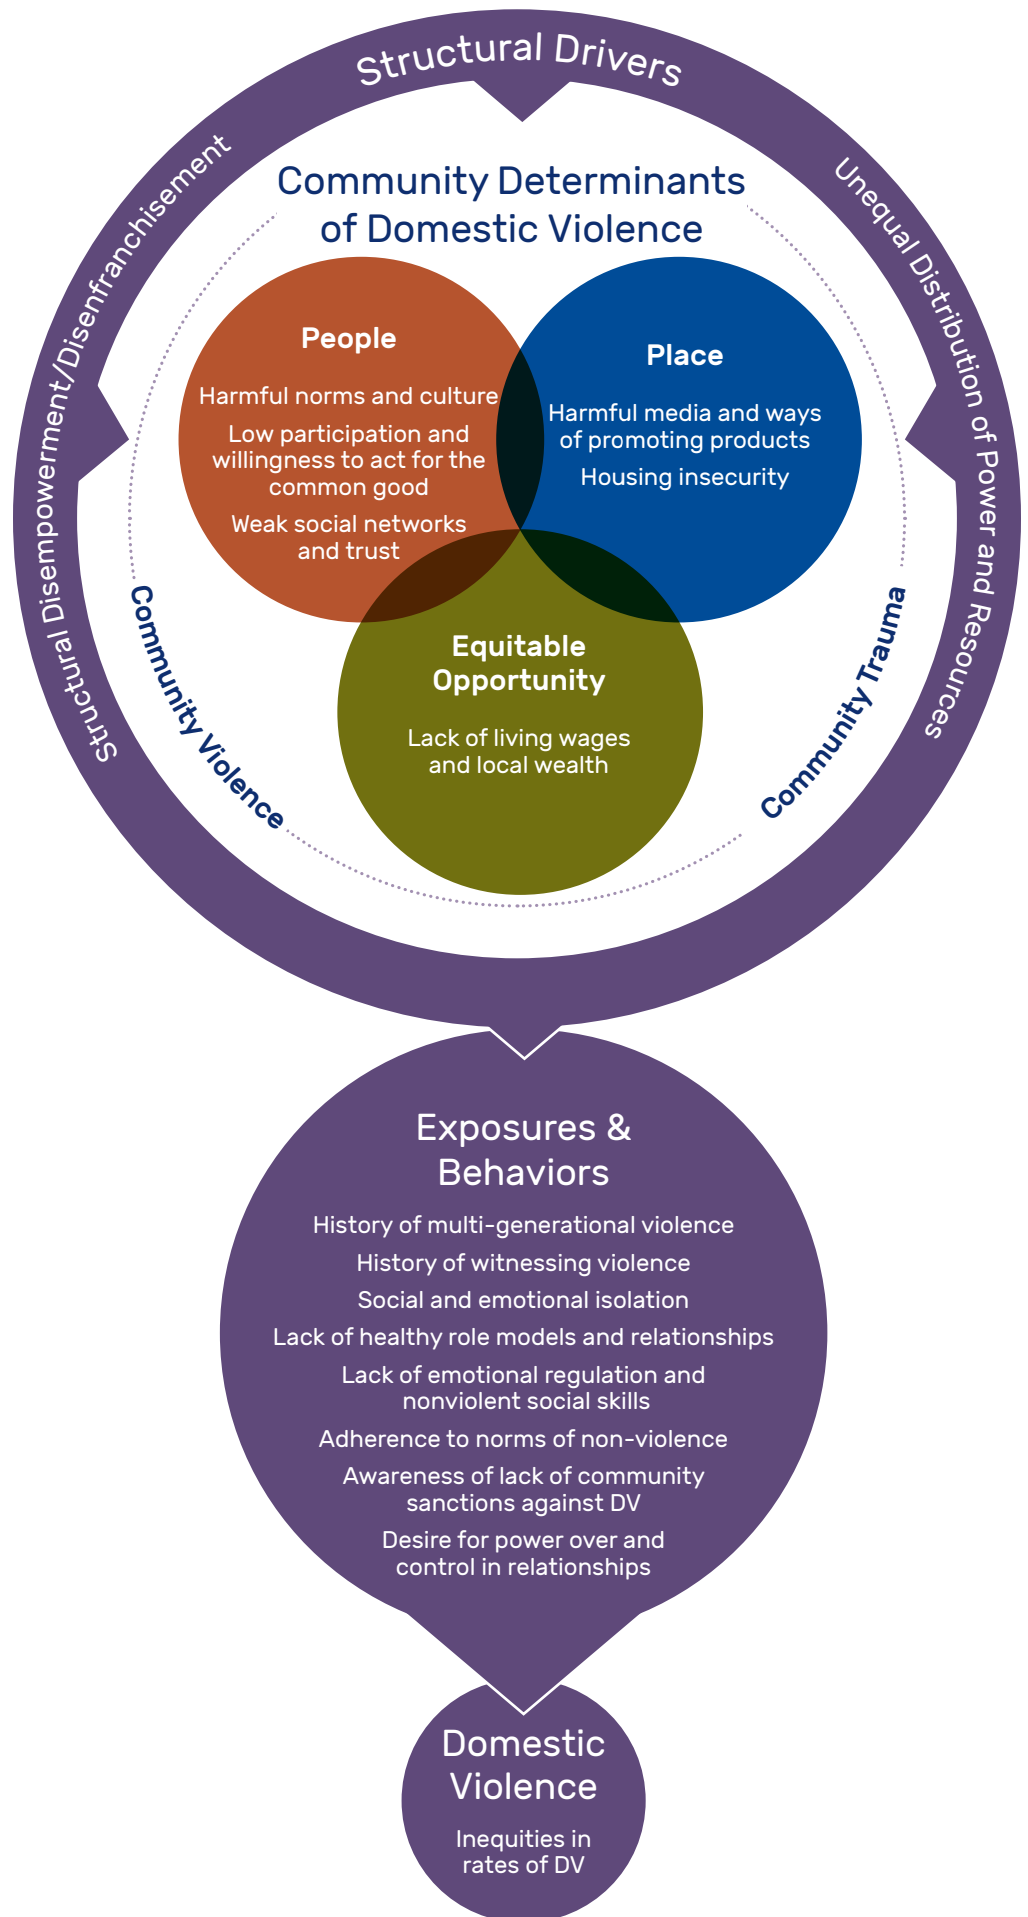 Structural Drivers
Structural Disempowerment/Disenfranchisement
Unequal Distribution of Power and Resources
Community Determinants
of Domestic Violence
People
Harmful norms and culture
Low participation and
willingness to act for the
common good
Weak social networks
and trust
Place
Harmful media and ways
of promoting products
Housing insecurity
Equitable
Opportunity
Lack of living wages
and local wealth
Community Violence
Community Trauma
Exposures &
Behaviors
History of multi-generational violence
History of witnessing violence
Social and emotional isolation
Lack of healthy role models and relationships
Lack of emotional regulation and
nonviolent social skills
Adherence to norms of non-violence
Awareness of lack of community
sanctions against DV
Desire for power over and
control in relationships
Domestic
Violence
Inequities in
rates of DV